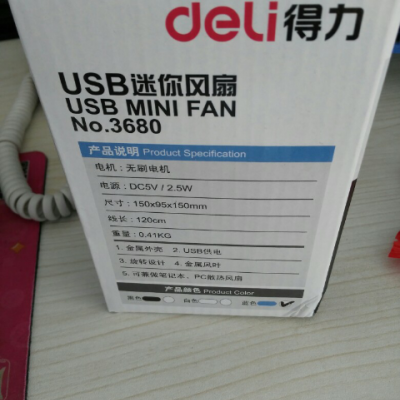 deli得力
USB迷你风扇
USB MINI FAN
No.3680
产品说明 Product Specification
电机：无刷电机
电源：DC5V / 2.5W
尺寸：150x95x150mm
线长：120cm
重量：0.41KG
1. 金属外壳 2. USB供电
3. 旋转设计 4. 金属风叶
5. 可兼做笔记本、PC散热风扇
产品颜色 Product Color
黑色 白色 蓝色